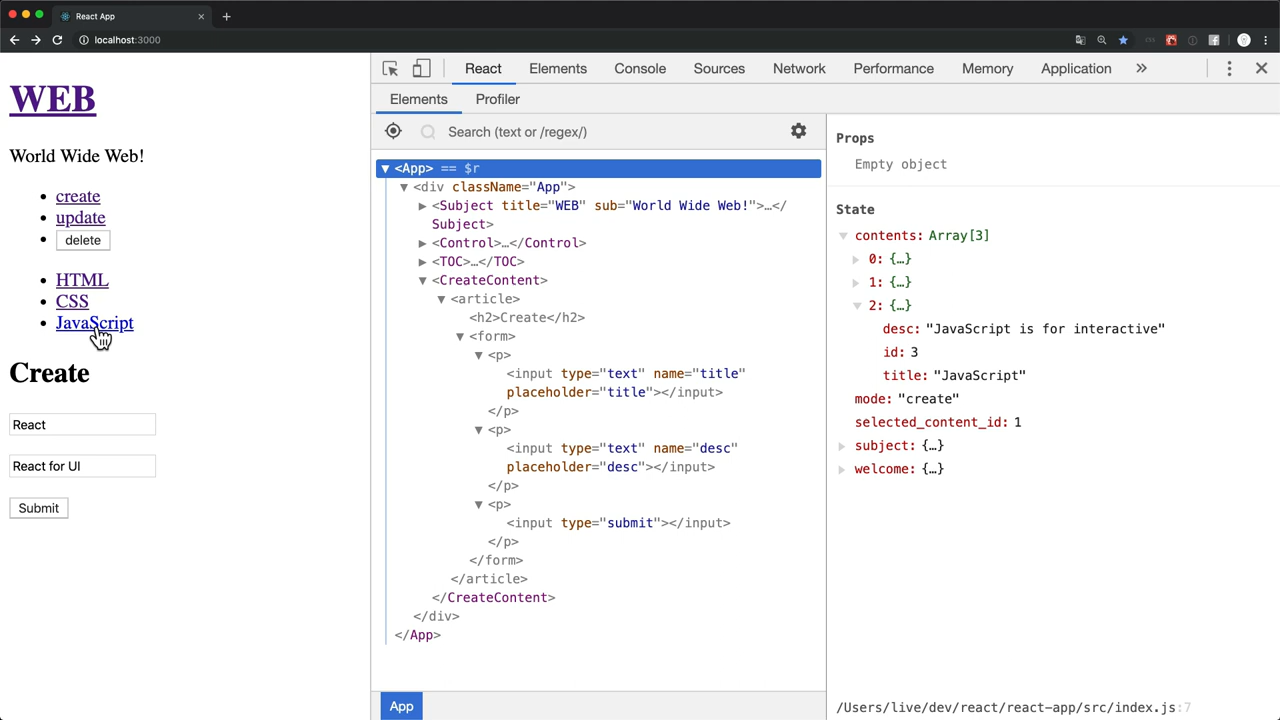 React App
localhost:3000
WEB
World Wide Web!
create
update
delete
HTML
CSS
JavaScript
Create
React
React for UI
Submit
React Elements Console Sources Network Performance Memory Application »
Elements Profiler
Search (text or /regex/)
▼ <App> == $r
▼ <div className="App">
▶ <Subject title="WEB" sub="World Wide Web!">…</
Subject>
▶ <Control>…</Control>
▶ <TOC>…</TOC>
▼ <CreateContent>
▼ <article>
<h2>Create</h2>
▼ <form>
▼ <p>
<input type="text" name="title"
placeholder="title"></input>
</p>
▼ <p>
<input type="text" name="desc"
placeholder="desc"></input>
</p>
▼ <p>
<input type="submit"></input>
</p>
</form>
</article>
</CreateContent>
</div>
</App>
App
Props
Empty object
State
contents: Array[3]
0: {…}
1: {…}
2: {…}
desc: "JavaScript is for interactive"
id: 3
title: "JavaScript"
mode: "create"
selected_content_id: 1
subject: {…}
welcome: {…}
/Users/live/dev/react/react-app/src/index.js:7